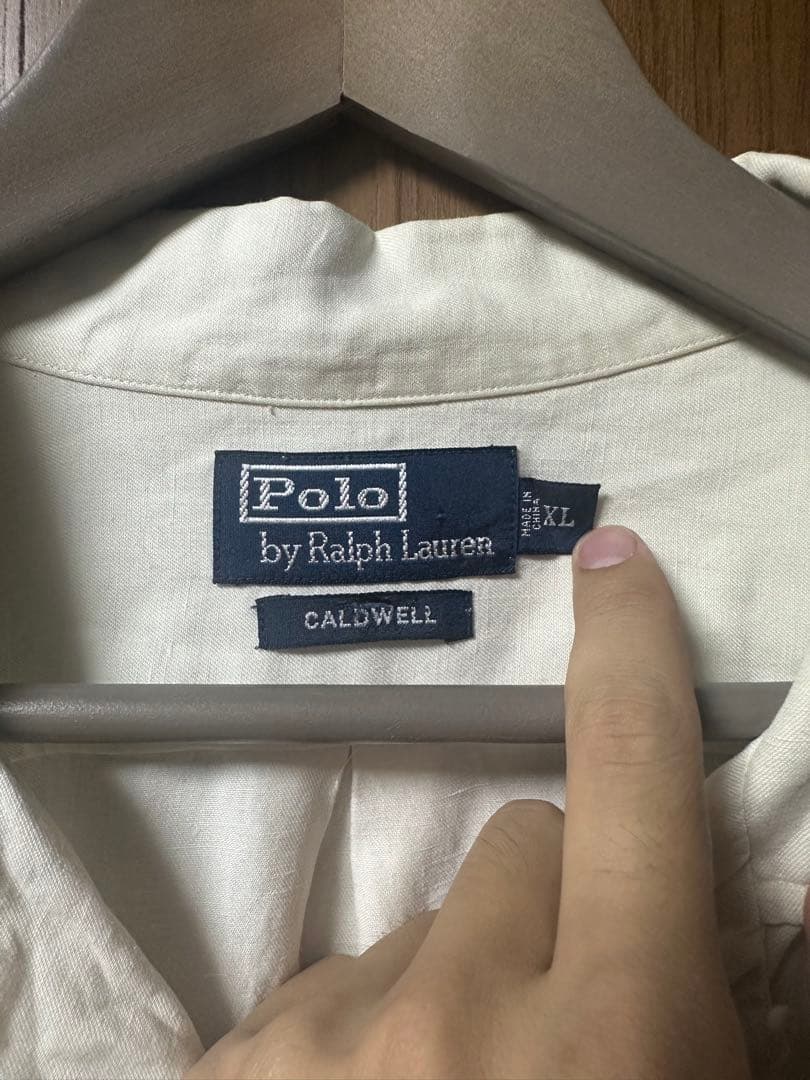 Polo
by Ralph Lauren
MADE IN
CHINA
XL
CALDWELL